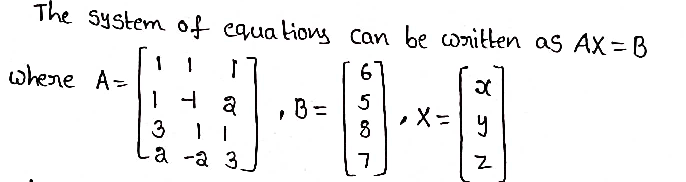 The system of equations can be written as AX = B
where A = [1 1 1; 1 -1 2; 3 1 1; 2 -2 3], B = [6; 5; 8; 7], X = [x; y; z]